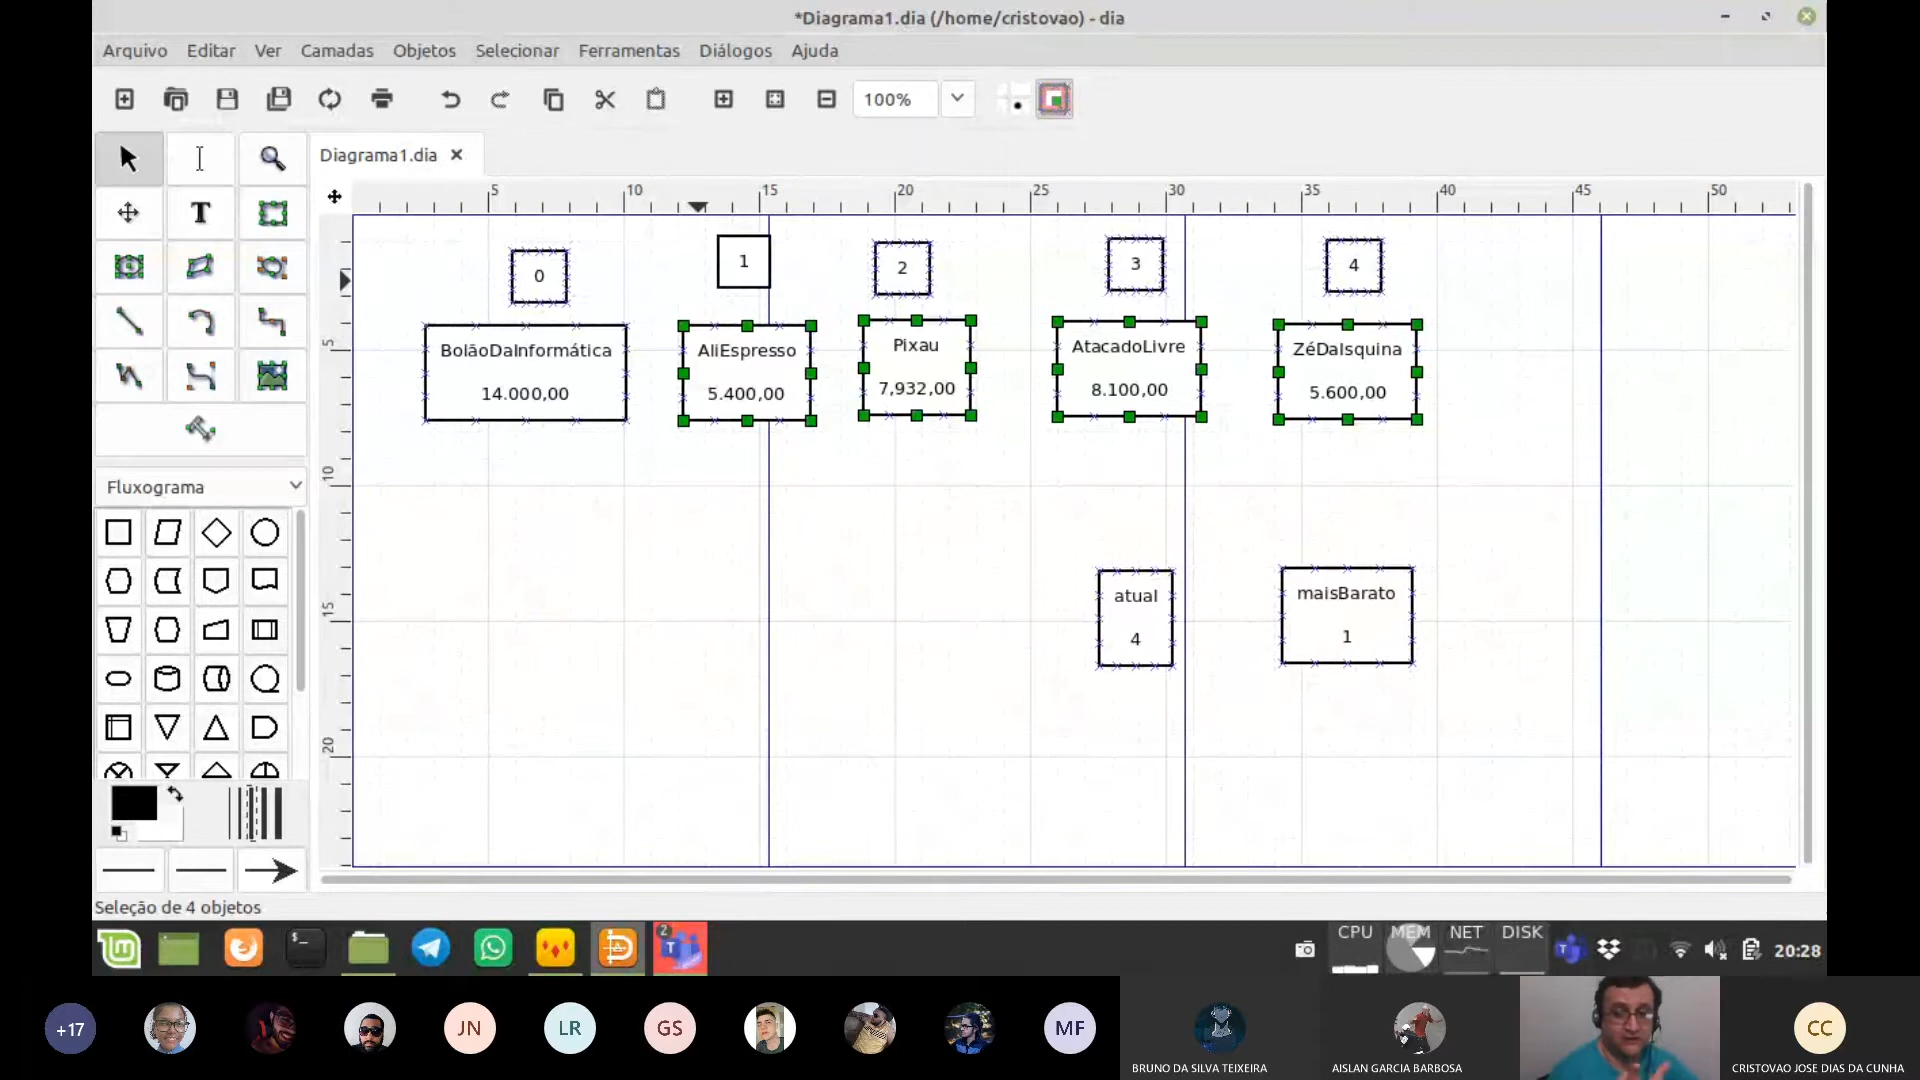 *Diagrama1.dia (/home/cristovao) - dia
Arquivo Editar Ver Camadas Objetos Selecionar Ferramentas Diálogos Ajuda
100%
Diagrama1.dia
5 10 15 20 25 30 35 40 45 50
5
10
15
20
T
0 1 2 3 4
BolãoDaInformática
14.000,00
AliEspresso
5.400,00
Pixau
7,932,00
AtacadoLivre
8.100,00
ZéDaIsquina
5.600,00
atual
4
maisBarato
1
Fluxograma
Seleção de 4 objetos
2
CPU MEM NET DISK
20:28
+17
JN
LR
GS
MF
CC
BRUNO DA SILVA TEIXEIRA
AISLAN GARCIA BARBOSA
CRISTOVAO JOSE DIAS DA CUNHA